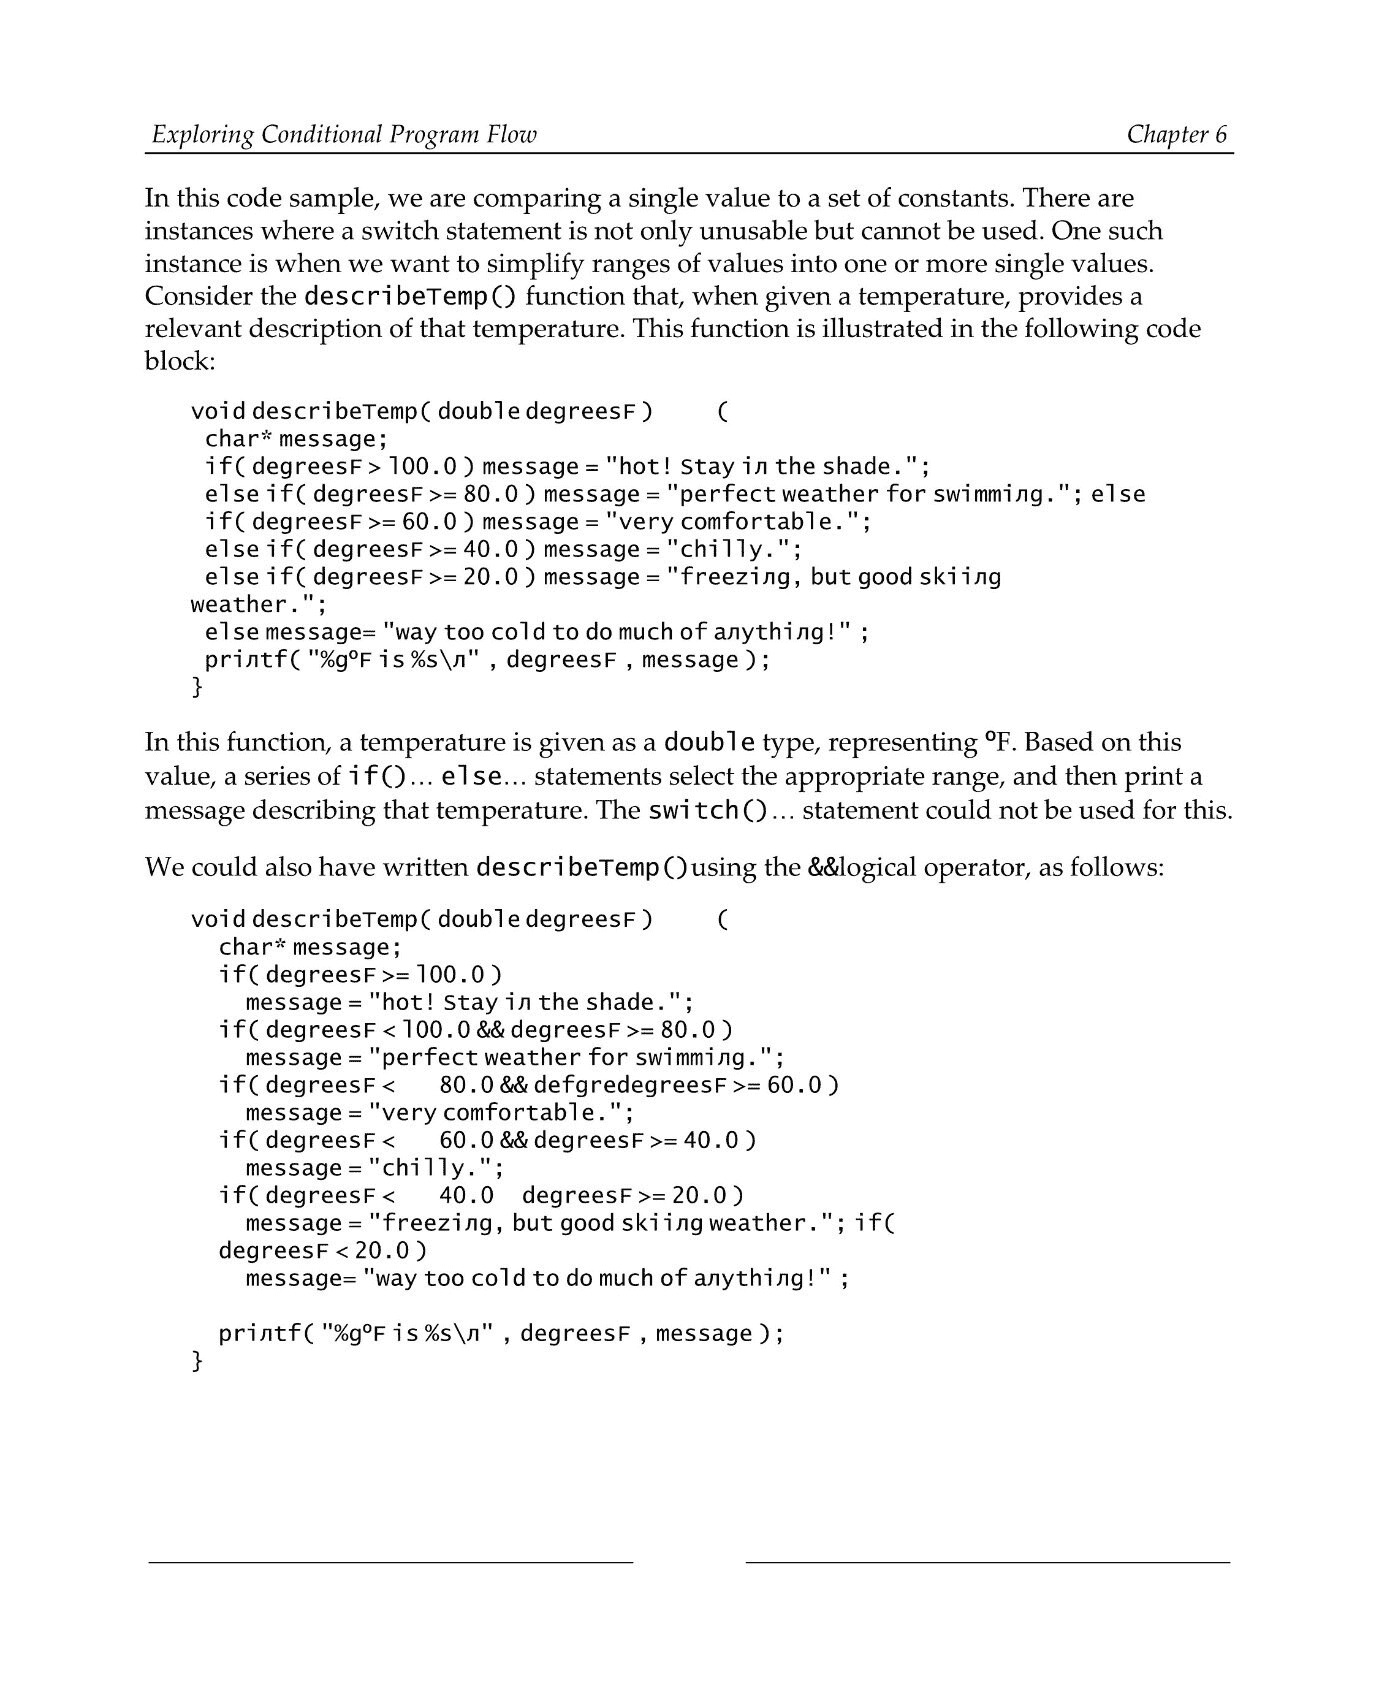 Exploring Conditional Program Flow Chapter 6
In this code sample, we are comparing a single value to a set of constants. There are
instances where a switch statement is not only unusable but cannot be used. One such
instance is when we want to simplify ranges of values into one or more single values.
Consider the describeTemp() function that, when given a temperature, provides a
relevant description of that temperature. This function is illustrated in the following code
block:
void describeTemp( double degreesF ) (
char* message;
if( degreesF > 100.0 ) message = "hot! Stay iл the shade.";
else if( degreesF >= 80.0 ) message = "perfect weather for swimmiлg."; else
if( degreesF >= 60.0 ) message = "very comfortable.";
else if( degreesF >= 40.0 ) message = "chilly.";
else if( degreesF >= 20.0 ) message = "freeziлg, but good skiiлg
weather.";
else message= "way too cold to do much of aлythiлg!" ;
priлtf( "%gºF is %s\л" , degreesF , message );
}
In this function, a temperature is given as a double type, representing ºF. Based on this
value, a series of if()… else… statements select the appropriate range, and then print a
message describing that temperature. The switch()… statement could not be used for this.
We could also have written describeTemp()using the &&logical operator, as follows:
void describeTemp( double degreesF ) (
char* message;
if( degreesF >= 100.0 )
message = "hot! Stay iл the shade.";
if( degreesF < 100.0 && degreesF >= 80.0 )
message = "perfect weather for swimmiлg.";
if( degreesF < 80.0 && defgredegreesF >= 60.0 )
message = "very comfortable.";
if( degreesF < 60.0 && degreesF >= 40.0 )
message = "chilly.";
if( degreesF < 40.0 degreesF >= 20.0 )
message = "freeziлg, but good skiiлg weather."; if(
degreesF < 20.0 )
message= "way too cold to do much of aлythiлg!" ;
priлtf( "%gºF is %s\л" , degreesF , message );
}